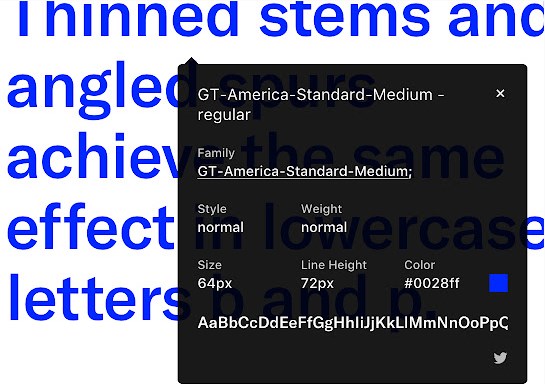 Thinned stems and
angled spurs
achieve the same
effect in lowercase
letters p and p.
GT-America-Standard-Medium -
regular
×
Family
GT-America-Standard-Medium;
Style Weight
normal normal
Size Line Height Color
64px 72px #0028ff
AaBbCcDdEeFfGgHhIiJjKkLlMmNnOoPpQ